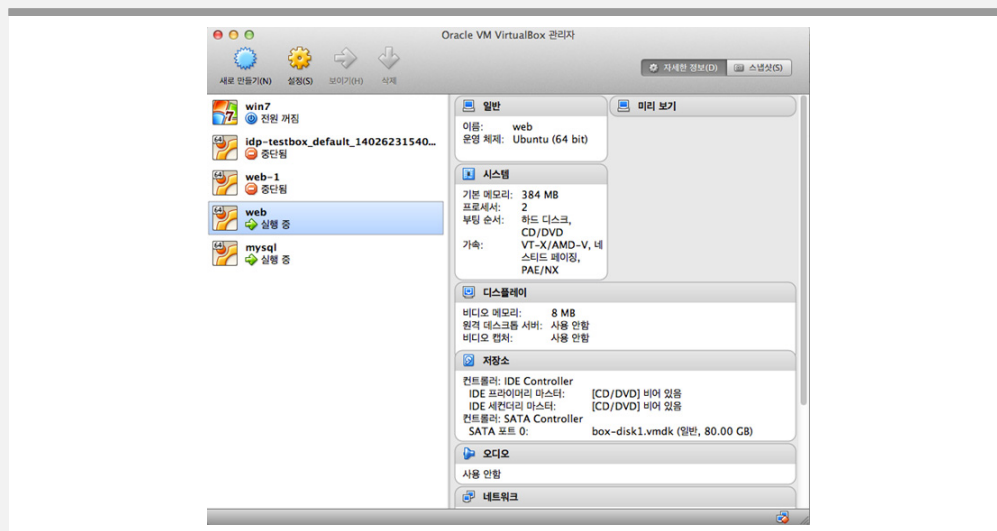 Oracle VM VirtualBox 관리자
새로 만들기(N) 설정(S) 보이기(H) 삭제
자세한 정보(D) 스냅샷(S)
win7
전원 꺼짐
64
idp-testbox_default_14026231540...
중단됨
64
web-1
중단됨
64
web
실행 중
64
mysql
실행 중
일반
이름: web
운영 체제: Ubuntu (64 bit)
미리 보기
시스템
기본 메모리: 384 MB
프로세서: 2
부팅 순서: 하드 디스크,
CD/DVD
가속: VT-x/AMD-V, 네
스티드 페이징,
PAE/NX
디스플레이
비디오 메모리: 8 MB
원격 데스크톱 서버: 사용 안함
비디오 캡처: 사용 안함
저장소
컨트롤러: IDE Controller
IDE 프라이머리 마스터: [CD/DVD] 비어 있음
IDE 세컨더리 마스터: [CD/DVD] 비어 있음
컨트롤러: SATA Controller
SATA 포트 0: box-disk1.vmdk (일반, 80.00 GB)
오디오
사용 안함
네트워크